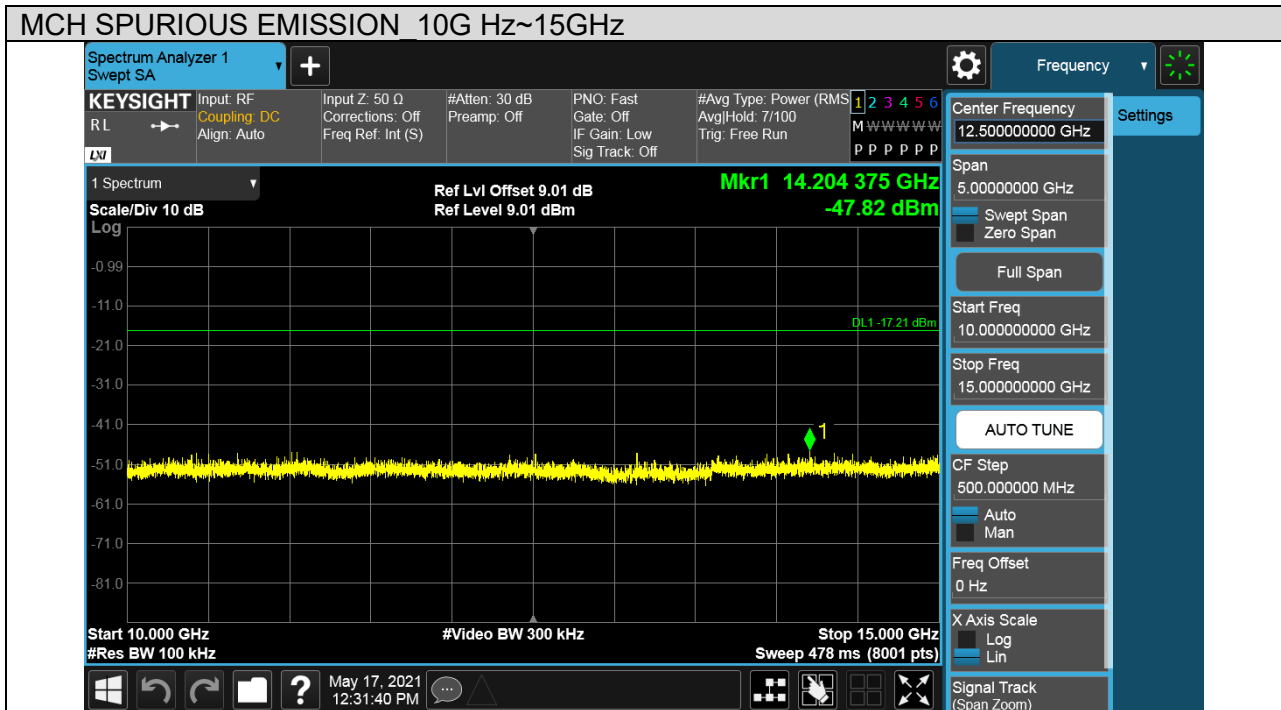 MCH SPURIOUS EMISSION_10G Hz~15GHz
Spectrum Analyzer 1
Swept SA
Frequency
KEYSIGHT
RL
LXI
Input: RF
Coupling: DC
Align: Auto
Input Z: 50 Ω
Corrections: Off
Freq Ref: Int (S)
#Atten: 30 dB
Preamp: Off
PNO: Fast
Gate: Off
IF Gain: Low
Sig Track: Off
#Avg Type: Power (RMS
Avg|Hold: 7/100
Trig: Free Run
1 2 3 4 5 6
M W W W W W
P P P P P P
Center Frequency
12.500000000 GHz
Settings
1 Spectrum
Scale/Div 10 dB
Log
Ref Lvl Offset 9.01 dB
Ref Level 9.01 dBm
Mkr1 14.204 375 GHz
-47.82 dBm
Span
5.00000000 GHz
Swept Span
Zero Span
Full Span
Start Freq
10.000000000 GHz
Stop Freq
15.000000000 GHz
AUTO TUNE
CF Step
500.000000 MHz
Auto
Man
Freq Offset
0 Hz
X Axis Scale
Log
Lin
Signal Track
(Span Zoom)
-0.99
-11.0
DL1 -17.21 dBm
-21.0
-31.0
-41.0
1
-51.0
-61.0
-71.0
-81.0
Start 10.000 GHz
#Res BW 100 kHz
#Video BW 300 kHz
Stop 15.000 GHz
Sweep 478 ms (8001 pts)
?
May 17, 2021
12:31:40 PM